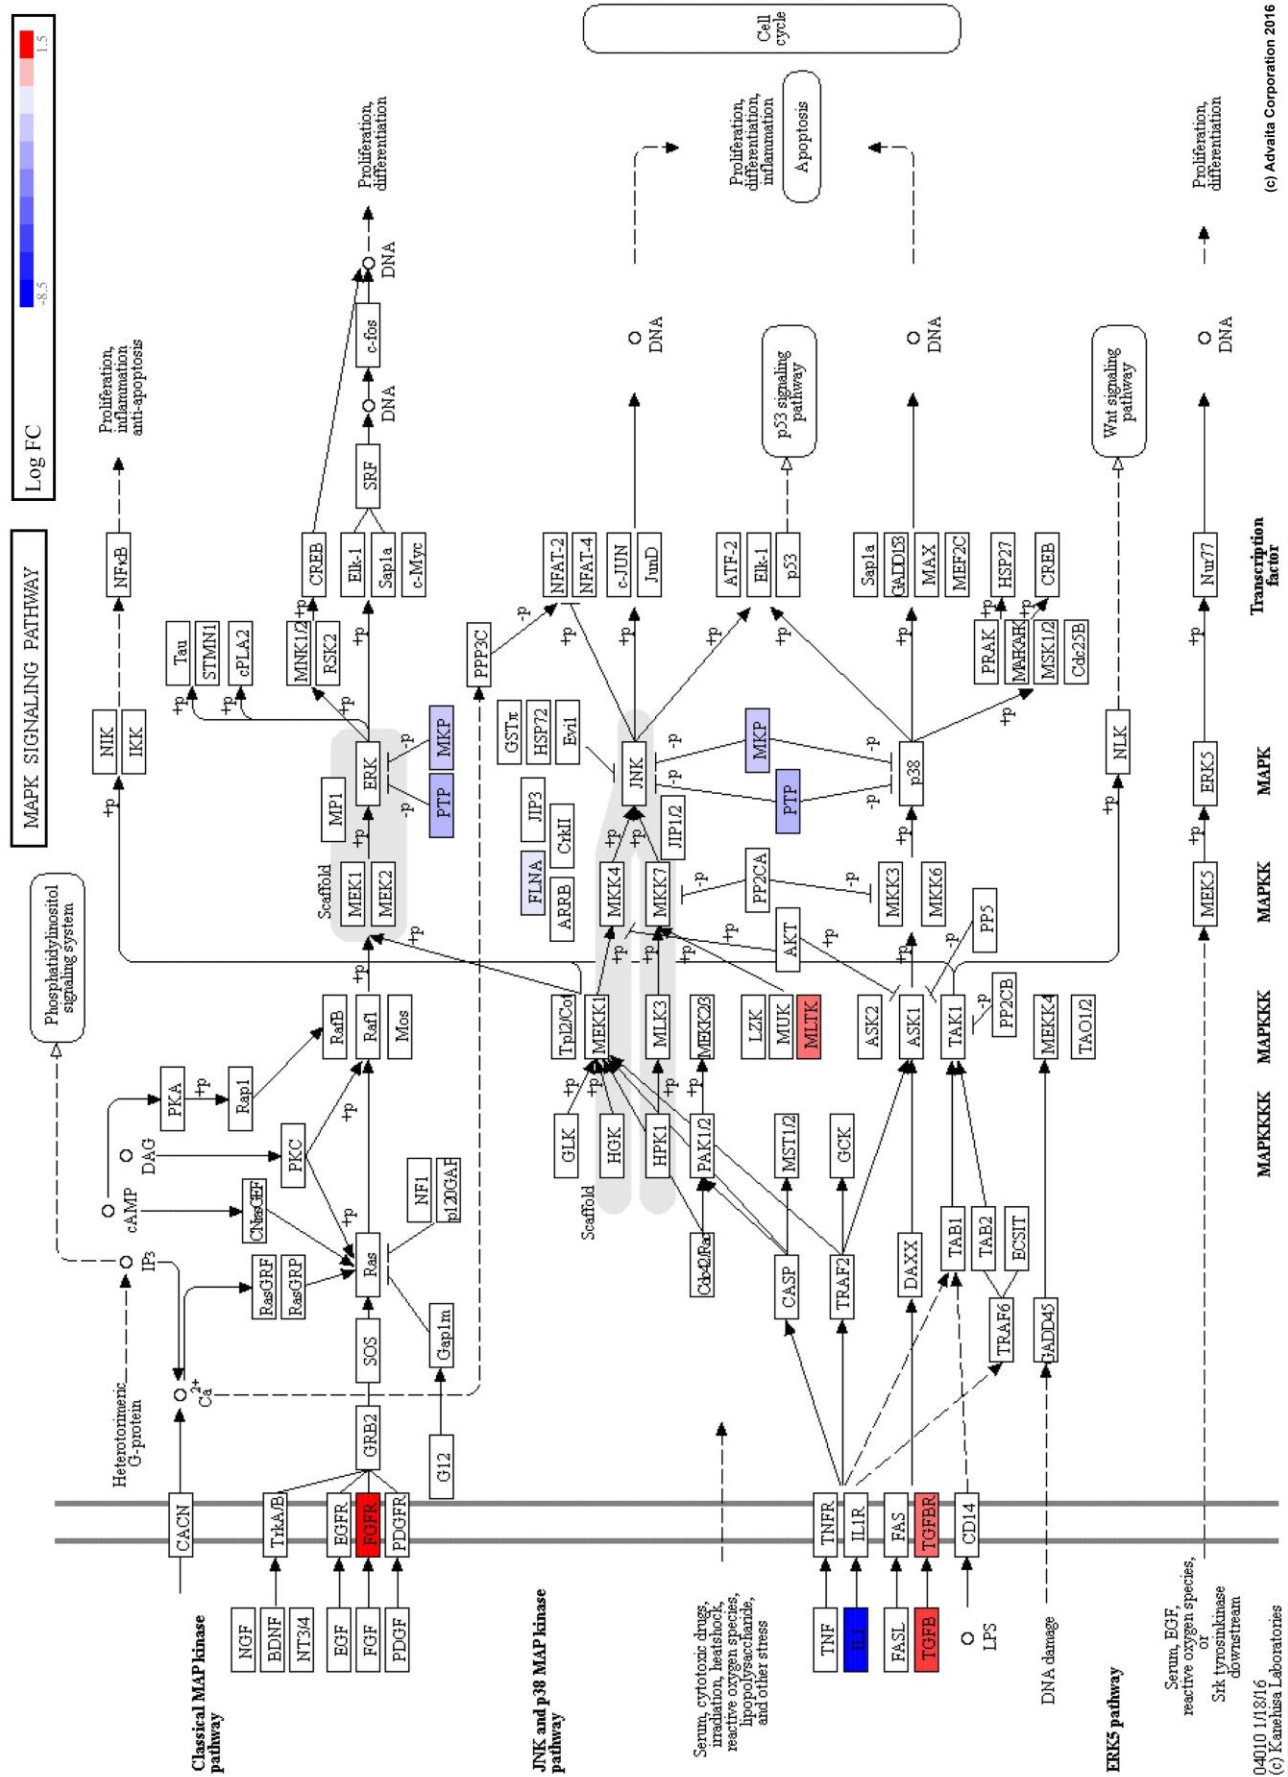 MAPK SIGNALING PATHWAY
Log FC
-8.5
1.5
Phosphatidylinositol
signaling system
Heterotorimeric
G-protein
IP3
cAMP
DAG
PKA
+p
Rap1
Classical MAP kinase
pathway
CACN
Ca2+
RasGRF
RasGRP
CNrasGEF
PKC
+p
+p
+p
RafB
Raf1
Mos
NGF
BDNF
NT3/4
TrkA/B
EGF
EGFR
FGF
FGFR
PDGF
PDGFR
GRB2
SOS
Ras
G12
Gap1m
NF1
p120GAP
+p
+p
Scaffold
MEK1
MEK2
+p
MP1
ERK
PTP
MKP
-p
-p
+p
NIK
IKK
NFκB
Proliferation,
inflammation
anti-apoptosis
+p
+p
Tau
STMN1
cPLA2
+p
MNK1/2
RSK2
+p
CREB
+p
Elk-1
Sap1a
c-Myc
SRF
DNA
c-fos
DNA
Proliferation,
differentiation
PPP3C
-p
JNK and p38 MAP kinase
pathway
Scaffold
GLK
HGK
HPK1
PAK1/2
+p
+p
+p
+p
Tpl2/Cot
MEKK1
MLK3
MEKK2/3
FLNA
JIP3
ARRB
CrkII
MKK4
MKK7
+p
+p
+p
+p
+p
JIP1/2
GSTπ
HSP72
Evi1
JNK
+p
+p
+p
NFAT-2
NFAT-4
c-JUN
JunD
DNA
Proliferation,
differentiation,
inflammation
Apoptosis
Cell
cycle
Serum, cytotoxic drugs,
irradiation, heatshock,
reactive oxygen species,
lipopolysaccharide,
and other stress
Cdc42/Rac
LZK
MUK
MLTK
AKT
PP2CA
-p
-p
PTP
MKP
-p
-p
-p
-p
ATF-2
Elk-1
p53
p53 signaling
pathway
TNF
TNFR
IL1
IL1R
FASL
FAS
TGFB
TGFBR
LPS
CD14
CASP
MST1/2
TRAF2
GCK
DAXX
TAB1
TAB2
ECSIT
TRAF6
ASK2
ASK1
TAK1
+p
+p
-p
PP5
-p
PP2CB
MKK3
MKK6
+p
p38
+p
+p
+p
Sap1a
GADD153
MAX
MEF2C
DNA
PRAK
MAPKAPK
MSK1/2
Cdc25B
+p
+p
HSP27
CREB
DNA damage
GADD45
MEKK4
TAO1/2
+p
NLK
Wnt signaling
pathway
ERK5 pathway
Serum, EGF,
reactive oxygen species,
or
Srk tyrosinkinase
downstream
MEK5
+p
ERK5
+p
Nur77
DNA
Proliferation,
differentiation
MAPKKKK
MAPKKK
MAPKK
MAPK
Transcription
factor
04010 1/18/16
(c) Kanehisa Laboratories
(c) Advaita Corporation 2016